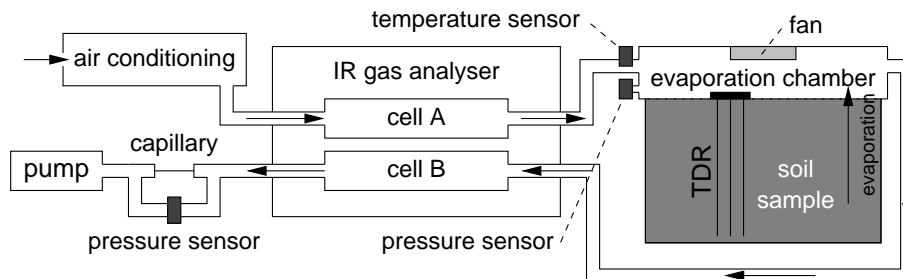 temperature sensor
fan
air conditioning
IR gas analyser
evaporation chamber
cell A
capillary
pump
cell B
TDR
soil
sample
evaporation
pressure sensor
pressure sensor